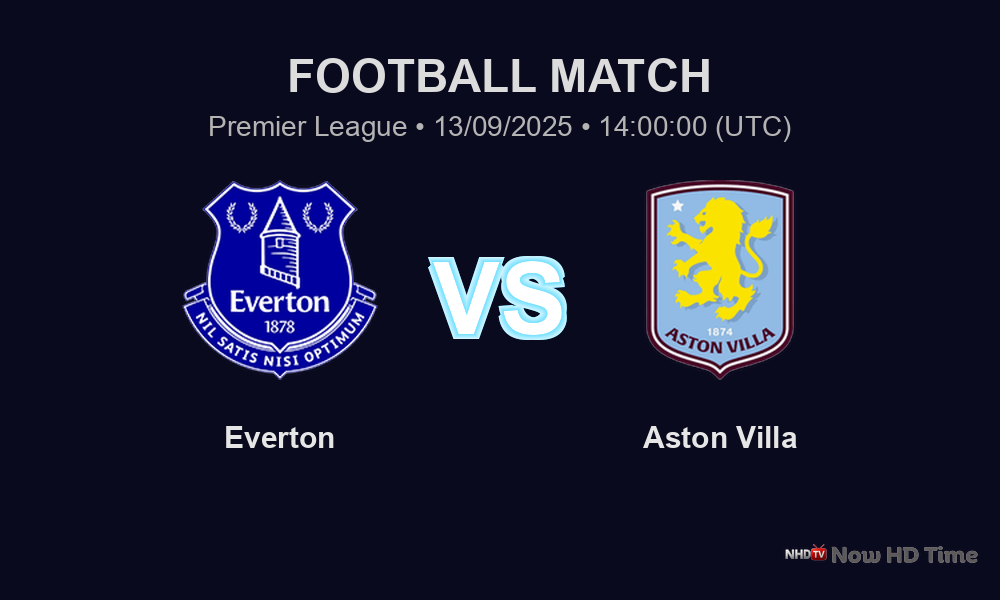 FOOTBALL MATCH
Premier League • 13/09/2025 • 14:00:00 (UTC)
Everton
1878
NIL SATIS NISI OPTIMUM
VS
1874
ASTON VILLA
Everton
Aston Villa
NHD TV Now HD Time